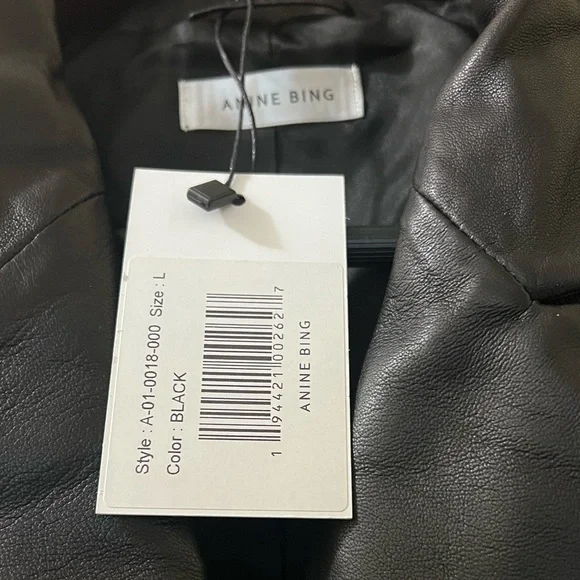 ANINE BING
Style : A-01-0018-000 Size : L
Color : BLACK
1 94421 00262 7
ANINE BING